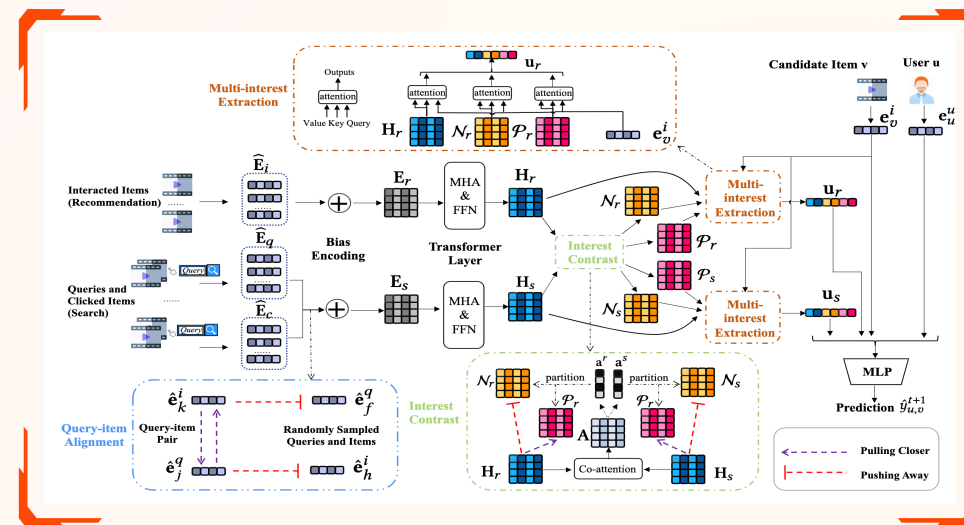 Multi-interest
Extraction
Outputs
attention
Value Key Query
u_r
attention
attention
attention
H_r
𝒩_r
𝒫_r
e_v^i
Candidate Item v
User u
e_v^i
e_u^u
Interacted Items
(Recommendation)
......
Ê_i
......
Bias
Encoding
E_r
MHA
&
FFN
Transformer
Layer
H_r
𝒩_r
𝒫_r
Interest
Contrast
Multi-
interest
Extraction
u_r
Queries and
Clicked Items
(Search)
Query
......
Query
Ê_q
......
Ê_c
......
E_s
MHA
&
FFN
H_s
𝒫_s
𝒩_s
Multi-
interest
Extraction
u_s
MLP
Prediction ŷ_{u,v}^{t+1}
Query-item
Alignment
ê_k^i
Query-item
Pair
ê_j^q
ê_f^q
Randomly Sampled
Queries and Items
ê_h^i
Interest
Contrast
𝒩_r
partition
a^r
a^s
partition
𝒩_s
𝒫_r
𝒫_r
A
H_r
Co-attention
H_s
Pulling Closer
Pushing Away